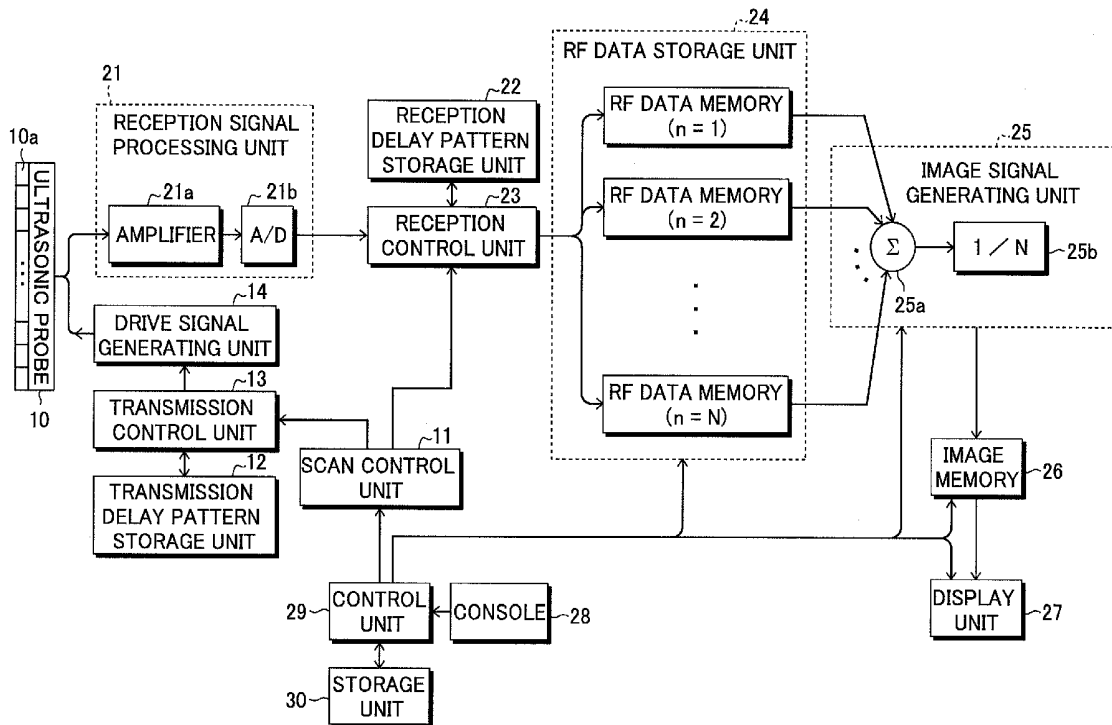 24
RF DATA STORAGE UNIT
21
RECEPTION SIGNAL
PROCESSING UNIT
22
RECEPTION
DELAY PATTERN
STORAGE UNIT
RF DATA MEMORY
(n = 1)
25
IMAGE SIGNAL
GENERATING UNIT
10a
ULTRASONIC PROBE
10
21a
AMPLIFIER
21b
A/D
23
RECEPTION
CONTROL UNIT
RF DATA MEMORY
(n = 2)
Σ
25a
1 / N
25b
14
DRIVE SIGNAL
GENERATING UNIT
13
TRANSMISSION
CONTROL UNIT
RF DATA MEMORY
(n = N)
12
TRANSMISSION
DELAY PATTERN
STORAGE UNIT
11
SCAN CONTROL
UNIT
IMAGE
MEMORY
26
29
CONTROL
UNIT
CONSOLE
28
DISPLAY
UNIT
27
30
STORAGE
UNIT